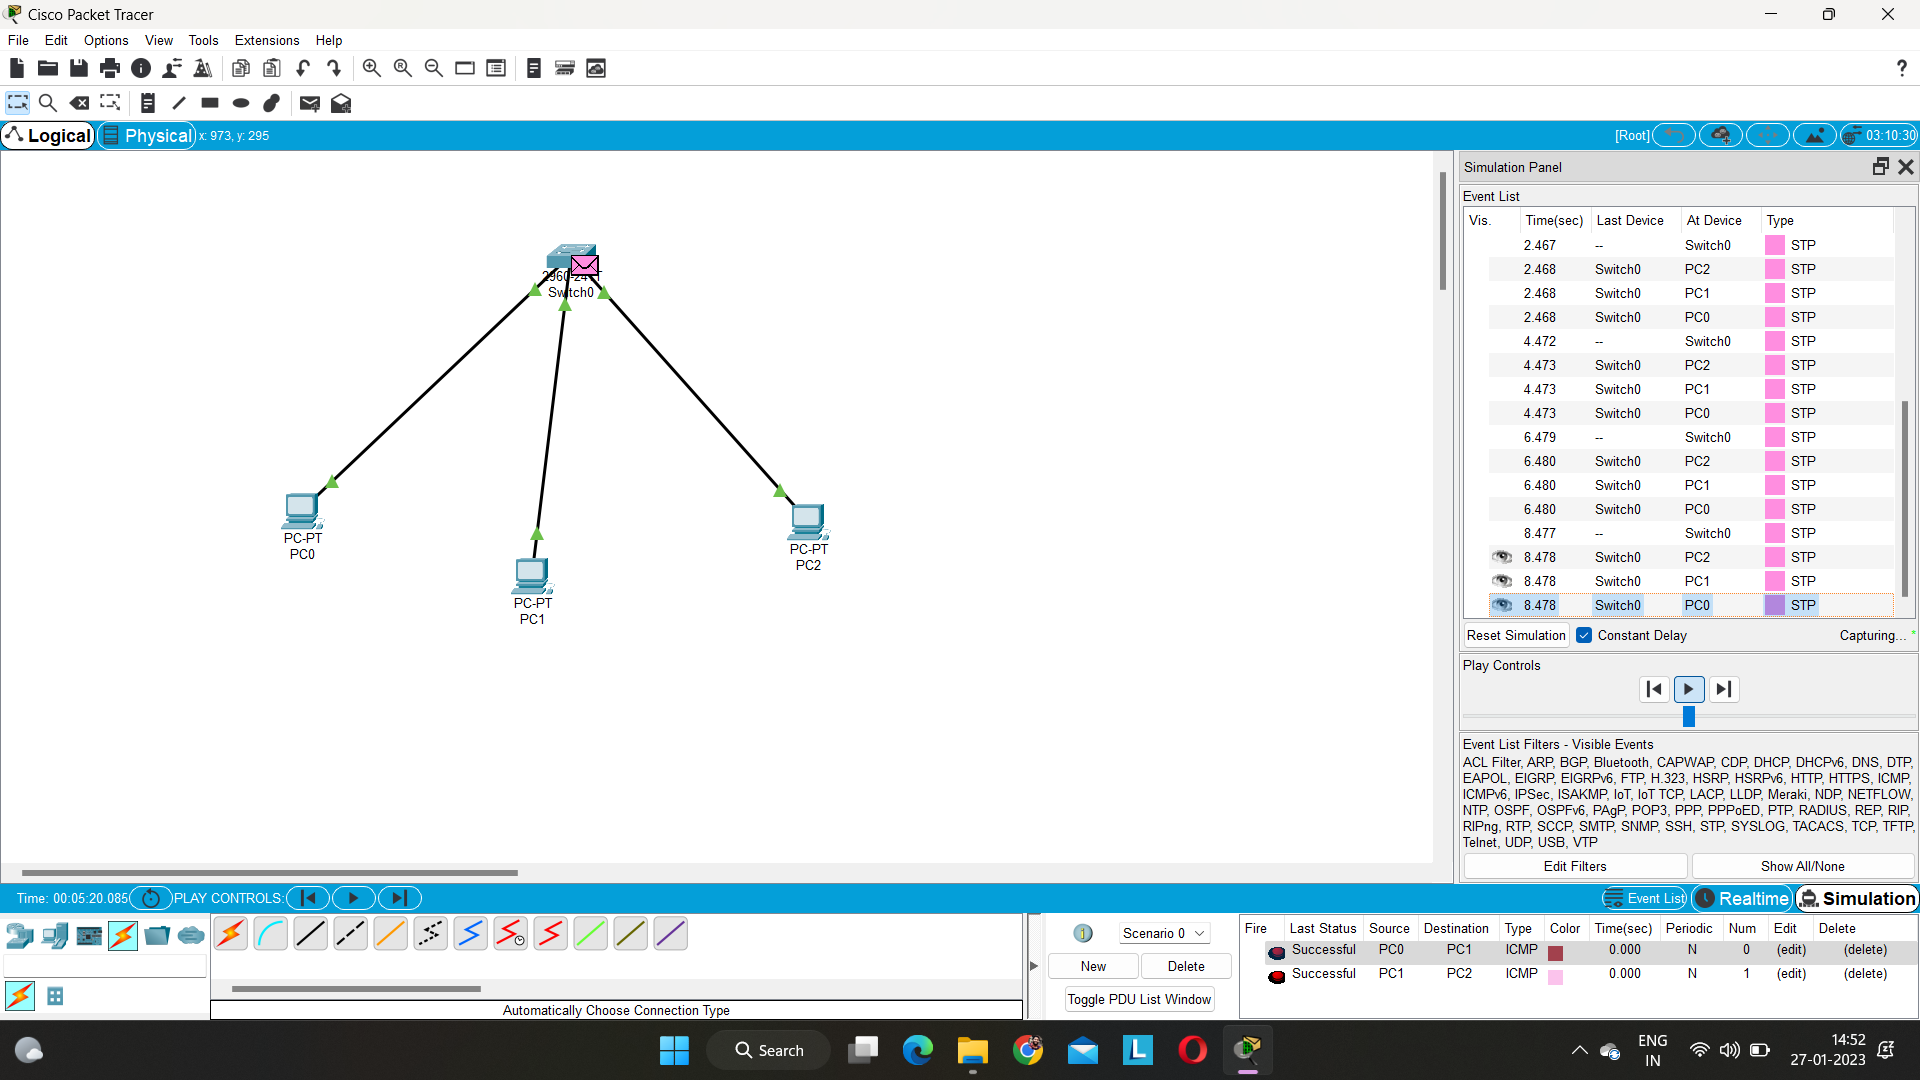 Cisco Packet Tracer
File Edit Options View Tools Extensions Help
?
Logical Physical x: 973, y: 295 [Root] 03:10:30
Simulation Panel
Event List
Vis. Time(sec) Last Device At Device Type
2.467 -- Switch0 STP
2.468 Switch0 PC2 STP
2.468 Switch0 PC1 STP
2.468 Switch0 PC0 STP
4.472 -- Switch0 STP
4.473 Switch0 PC2 STP
4.473 Switch0 PC1 STP
4.473 Switch0 PC0 STP
6.479 -- Switch0 STP
6.480 Switch0 PC2 STP
6.480 Switch0 PC1 STP
6.480 Switch0 PC0 STP
8.477 -- Switch0 STP
8.478 Switch0 PC2 STP
8.478 Switch0 PC1 STP
8.478 Switch0 PC0 STP
Switch0
PC-PT
PC0
PC-PT
PC1
PC-PT
PC2
Reset Simulation Constant Delay Capturing... *
Play Controls
Event List Filters - Visible Events
ACL Filter, ARP, BGP, Bluetooth, CAPWAP, CDP, DHCP, DHCPv6, DNS, DTP,
EAPOL, EIGRP, EIGRPv6, FTP, H.323, HSRP, HSRPv6, HTTP, HTTPS, ICMP,
ICMPv6, IPSec, ISAKMP, IoT, IoT TCP, LACP, LLDP, Meraki, NDP, NETFLOW,
NTP, OSPF, OSPFv6, PAgP, POP3, PPP, PPPoED, PTP, RADIUS, REP, RIP,
RIPng, RTP, SCCP, SMTP, SNMP, SSH, STP, SYSLOG, TACACS, TCP, TFTP,
Telnet, UDP, USB, VTP
Edit Filters Show All/None
Time: 00:05:20.085 PLAY CONTROLS: Event List Realtime Simulation
Automatically Choose Connection Type
Scenario 0
New Delete
Toggle PDU List Window
Fire Last Status Source Destination Type Color Time(sec) Periodic Num Edit Delete
Successful PC0 PC1 ICMP 0.000 N 0 (edit) (delete)
Successful PC1 PC2 ICMP 0.000 N 1 (edit) (delete)
Search
L
ENG
IN
14:52
27-01-2023